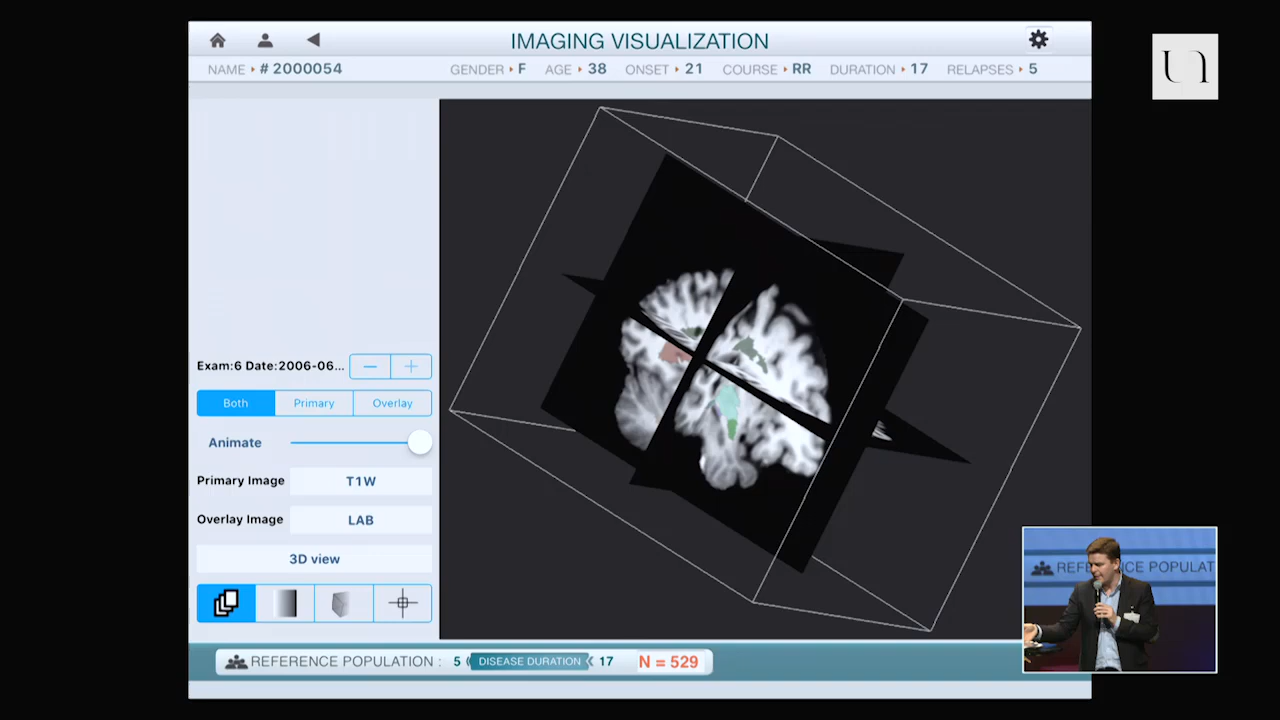 IMAGING VISUALIZATION
NAME # 2000054 GENDER F AGE 38 ONSET 21 COURSE RR DURATION 17 RELAPSES 5
Exam:6 Date:2006-06...
Both Primary Overlay
Animate
Primary Image T1W
Overlay Image LAB
3D view
REFERENCE POPULATION : 5 DISEASE DURATION 17 N = 529
REFERENCE POPULAT